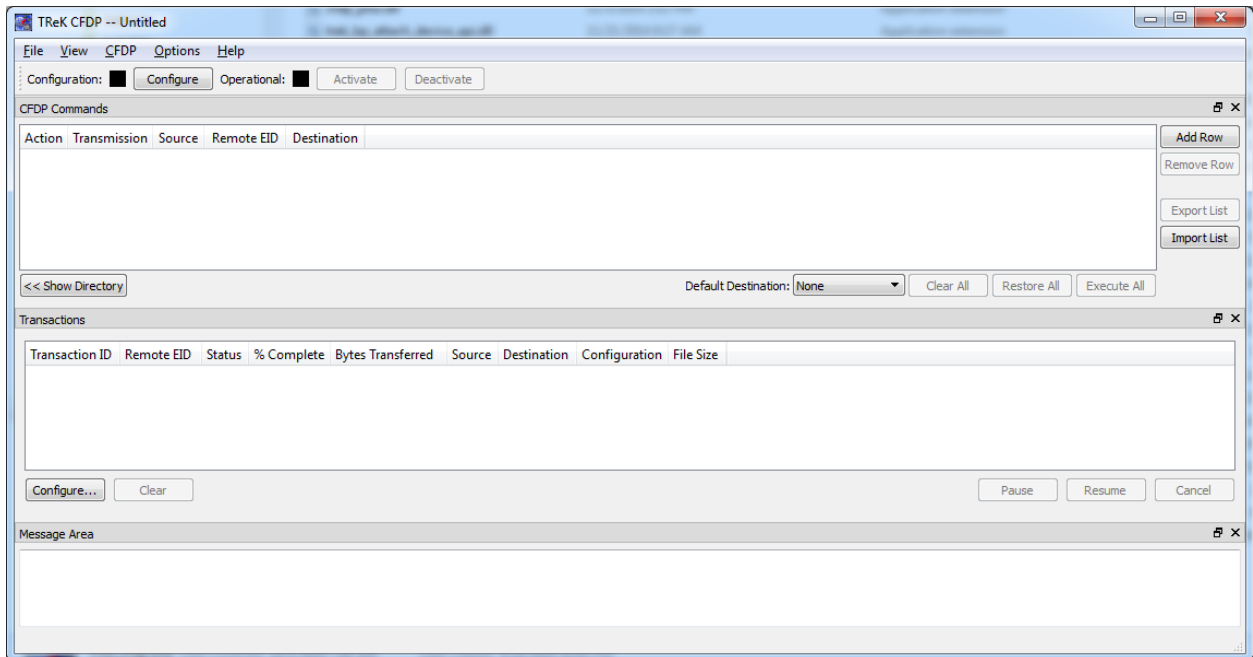 TReK CFDP -- Untitled
File View CFDP Options Help
Configuration: Configure Operational: Activate Deactivate
CFDP Commands
Action Transmission Source Remote EID Destination
Add Row
Remove Row
Export List
Import List
<< Show Directory Default Destination: None Clear All Restore All Execute All
Transactions
Transaction ID Remote EID Status % Complete Bytes Transferred Source Destination Configuration File Size
Configure... Clear Pause Resume Cancel
Message Area